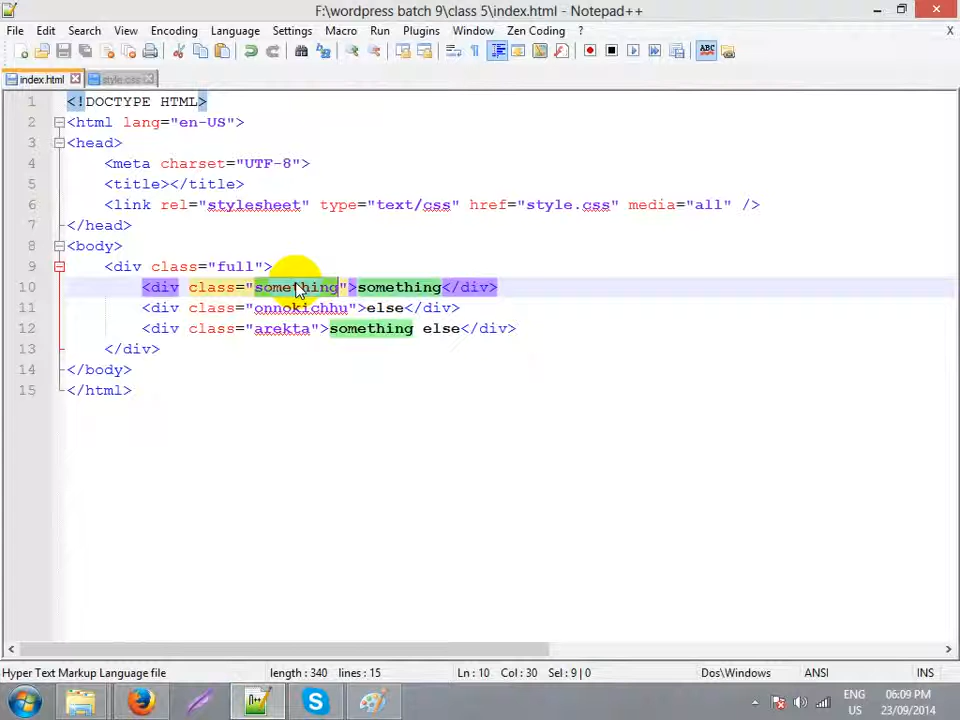 F:\wordpress batch 9\class 5\index.html - Notepad++
File Edit Search View Encoding Language Settings Macro Run Plugins Window Zen Coding ? X
ABC
index.html style.css
1 <!DOCTYPE HTML>
2 <html lang="en-US">
3 <head>
4 <meta charset="UTF-8">
5 <title></title>
6 <link rel="stylesheet" type="text/css" href="style.css" media="all" />
7 </head>
8 <body>
9 <div class="full">
10 <div class="something">something</div>
11 <div class="onnokichhu">else</div>
12 <div class="arekta">something else</div>
13 </div>
14 </body>
15 </html>
Hyper Text Markup Language file length : 340 lines : 15 Ln : 10 Col : 30 Sel : 9 | 0 Dos\Windows ANSI INS
ENG 06:09 PM
US 23/09/2014